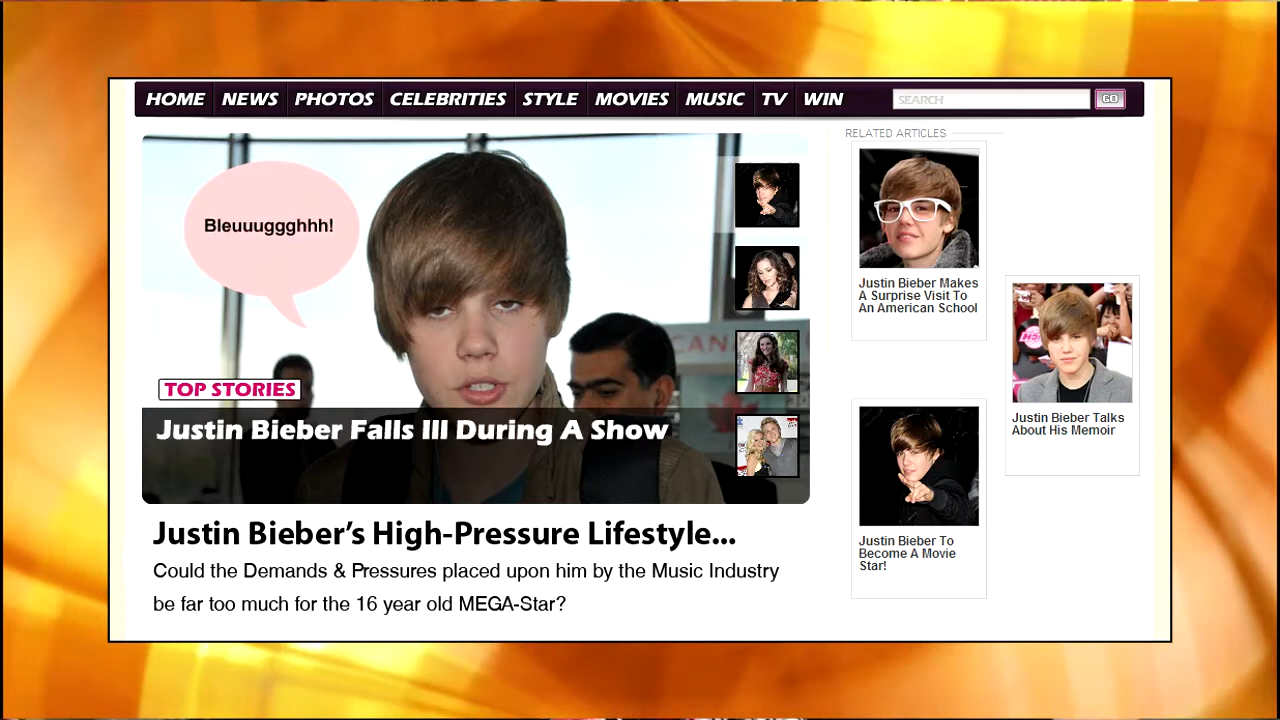 HOME NEWS PHOTOS CELEBRITIES STYLE MOVIES MUSIC TV WIN SEARCH GO
RELATED ARTICLES
Bleuuuggghhh!
CANA
TOP STORIES
Justin Bieber Falls Ill During A Show
Justin Bieber's High-Pressure Lifestyle...
Could the Demands & Pressures placed upon him by the Music Industry
be far too much for the 16 year old MEGA-Star?
Justin Bieber Makes
A Surprise Visit To
An American School
Justin Bieber Talks
About His Memoir
Justin Bieber To
Become A Movie
Star!